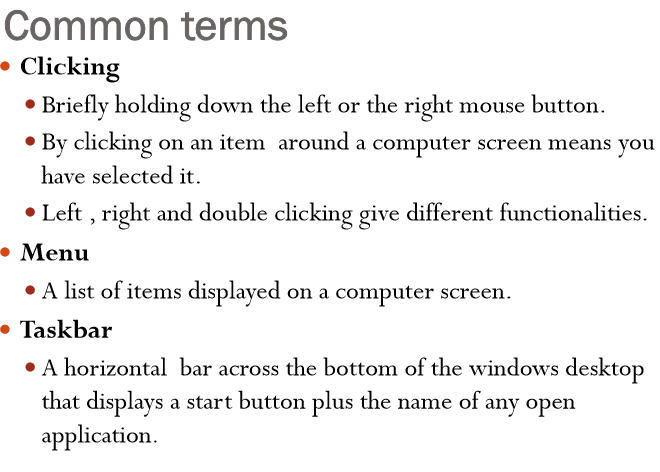 Common terms
• Clicking
• Briefly holding down the left or the right mouse button.
• By clicking on an item around a computer screen means you
have selected it.
• Left , right and double clicking give different functionalities.
• Menu
• A list of items displayed on a computer screen.
• Taskbar
• A horizontal bar across the bottom of the windows desktop
that displays a start button plus the name of any open
application.